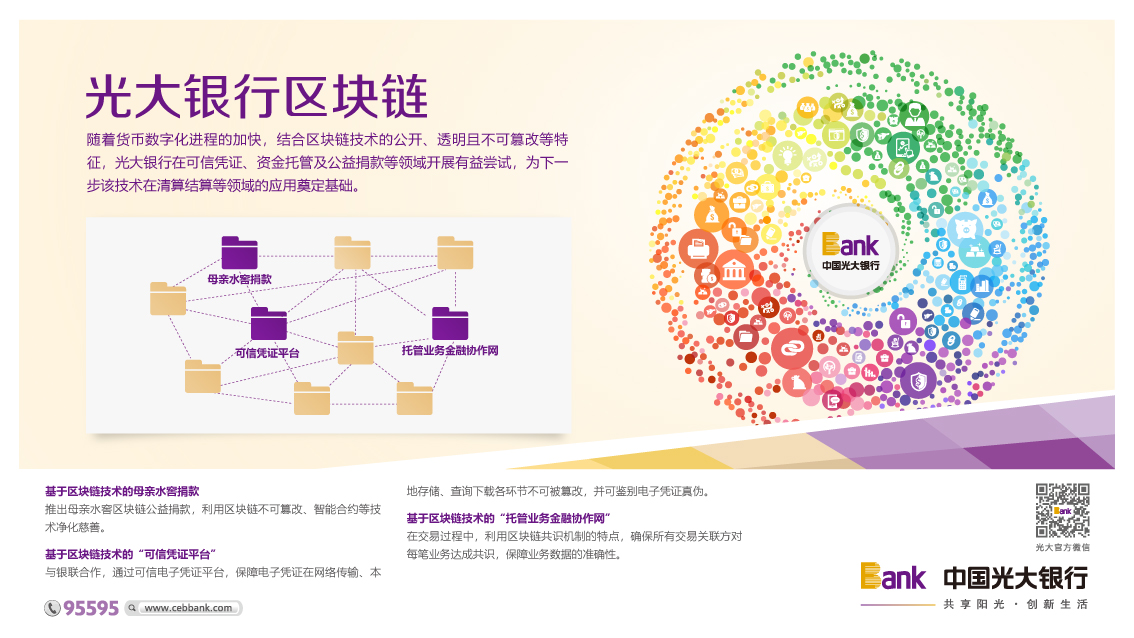 光大银行区块链
随着货币数字化进程的加快，结合区块链技术的公开、透明且不可篡改等特
征，光大银行在可信凭证、资金托管及公益捐款等领域开展有益尝试，为下一
步该技术在清算结算等领域的应用奠定基础。
母亲水窖捐款
可信凭证平台
托管业务金融协作网
Bank
中国光大银行
基于区块链技术的母亲水窖捐款
推出母亲水窖区块链公益捐款，利用区块链不可篡改、智能合约等技
术净化慈善。
基于区块链技术的“可信凭证平台”
与银联合作，通过可信电子凭证平台，保障电子凭证在网络传输、本
地存储、查询下载各环节不可被篡改，并可鉴别电子凭证真伪。
基于区块链技术的“托管业务金融协作网”
在交易过程中，利用区块链共识机制的特点，确保所有交易关联方对
每笔业务达成共识，保障业务数据的准确性。
95595
www.cebbank.com
Bank
光大官方微信
Bank 中国光大银行
共享阳光·创新生活